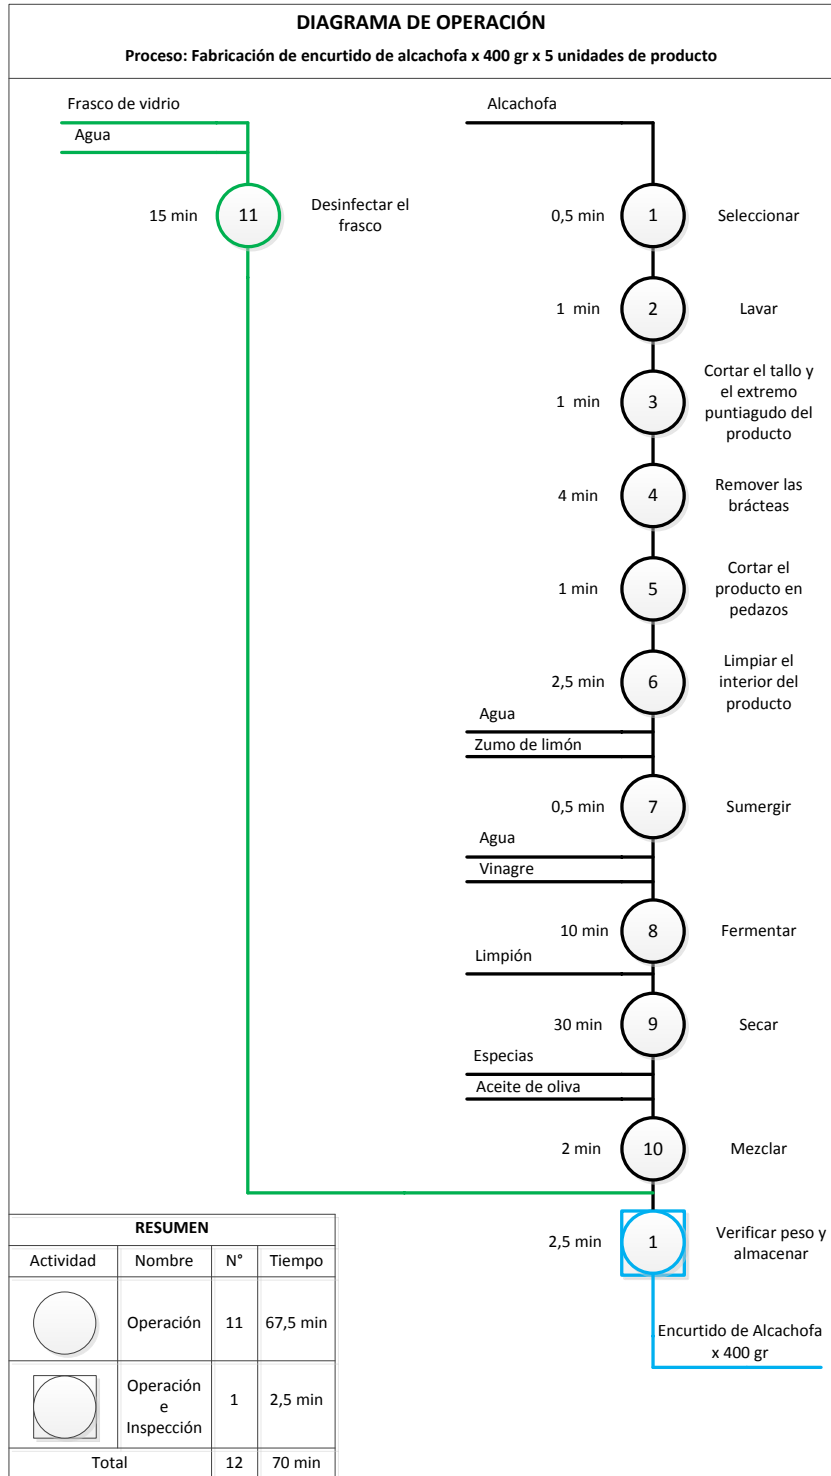 DIAGRAMA DE OPERACIÓN
Proceso: Fabricación de encurtido de alcachofa x 400 gr x 5 unidades de producto
Frasco de vidrio
Agua
15 min
11
Desinfectar el
frasco
Alcachofa
0,5 min
1
Seleccionar
1 min
2
Lavar
1 min
3
Cortar el tallo y
el extremo
puntiagudo del
producto
4 min
4
Remover las
brácteas
1 min
5
Cortar el
producto en
pedazos
2,5 min
6
Limpiar el
interior del
producto
Agua
Zumo de limón
0,5 min
7
Sumergir
Agua
Vinagre
10 min
8
Fermentar
Limpión
30 min
9
Secar
Especias
Aceite de oliva
2 min
10
Mezclar
2,5 min
1
Verificar peso y
almacenar
Encurtido de Alcachofa
x 400 gr
RESUMEN
Actividad Nombre N° Tiempo
Operación 11 67,5 min
Operación
e
Inspección
1 2,5 min
Total 12 70 min